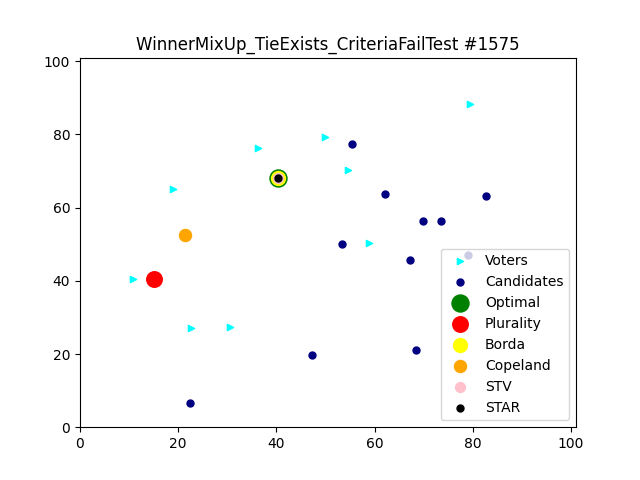 WinnerMixUp_TieExists_CriteriaFailTest #1575
100
80
60
40
20
0
0 20 40 60 80 100
Voters
Candidates
Optimal
Plurality
Borda
Copeland
STV
STAR